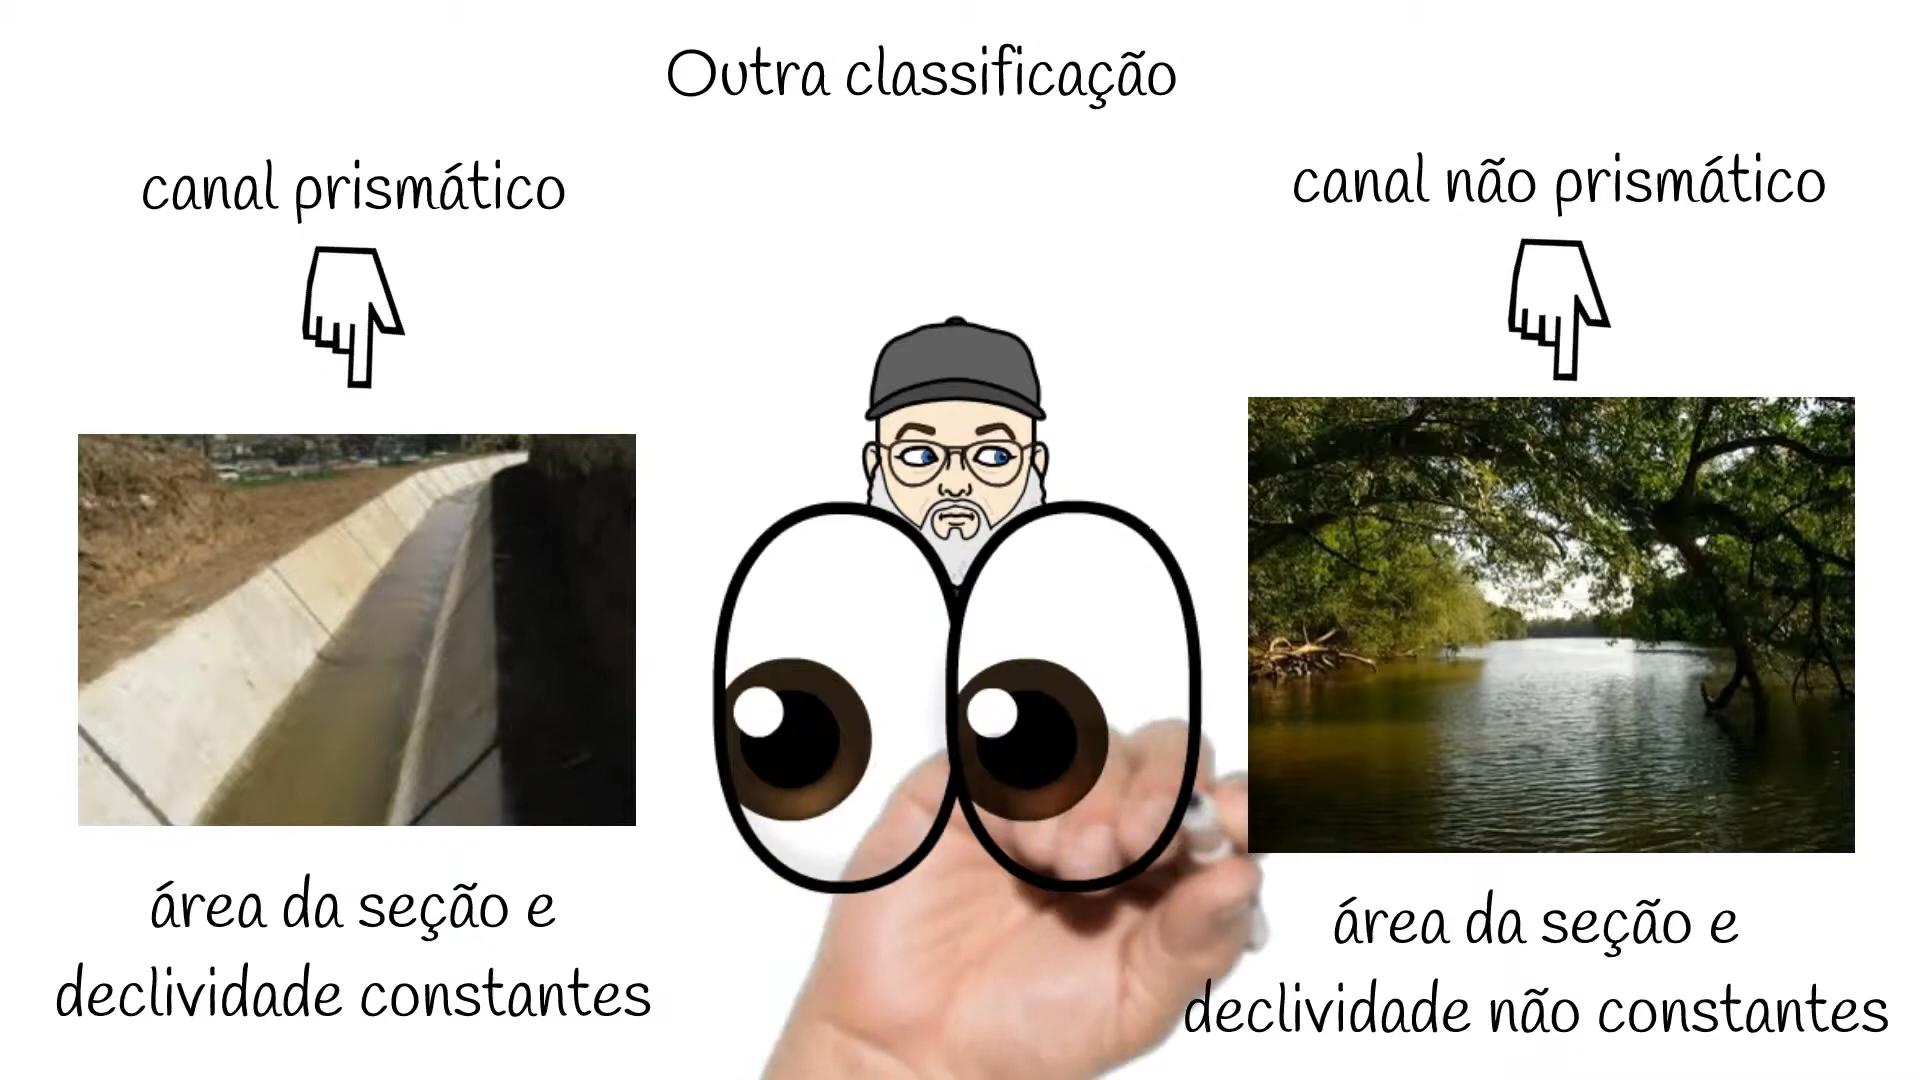 Outra classificação
canal prismático
canal não prismático
área da seção e
declividade constantes
área da seção e
declividade não constantes